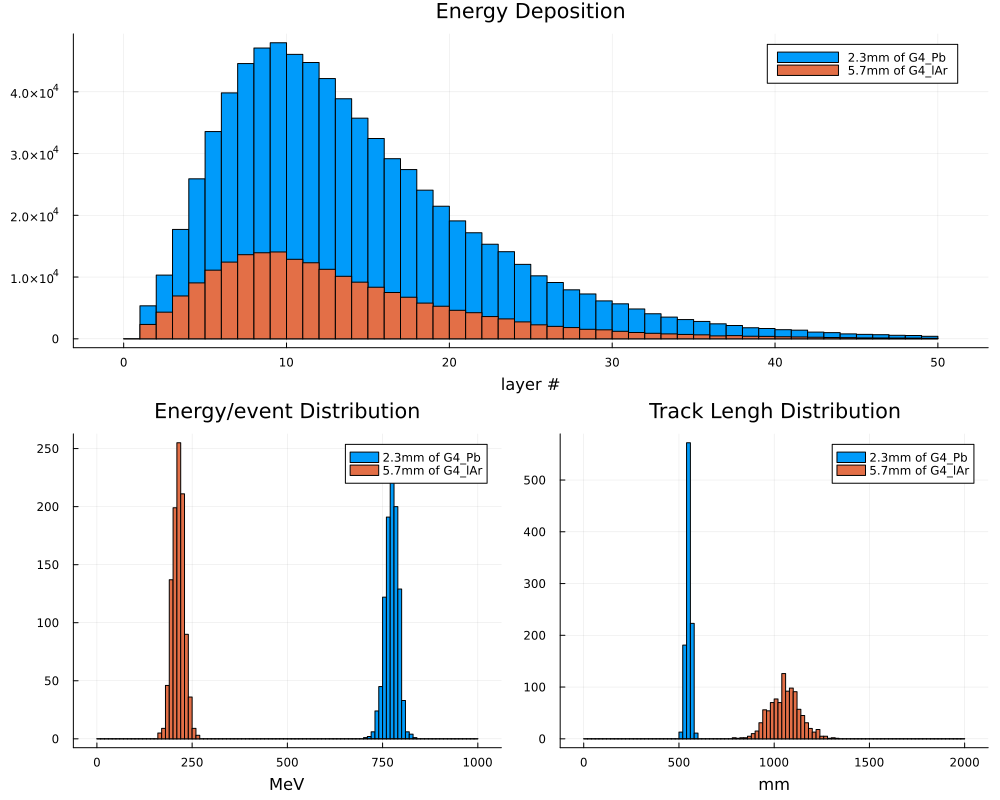 Energy Deposition
2.3mm of G4_Pb
5.7mm of G4_lAr
4.0×10⁴
3.0×10⁴
2.0×10⁴
1.0×10⁴
0
0 10 20 30 40 50
layer #
Energy/event Distribution
2.3mm of G4_Pb
5.7mm of G4_lAr
250
200
150
100
50
0
0 250 500 750 1000
MeV
Track Lengh Distribution
2.3mm of G4_Pb
5.7mm of G4_lAr
500
400
300
200
100
0
0 500 1000 1500 2000
mm